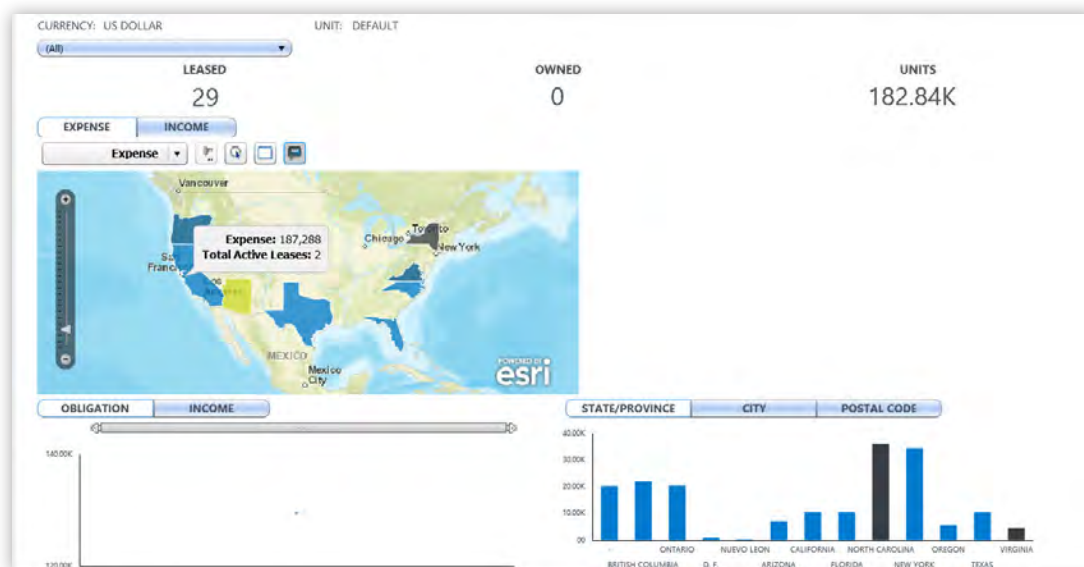 CURRENCY: US DOLLAR UNIT: DEFAULT
(All)
LEASED OWNED UNITS
29 0 182.84K
EXPENSE INCOME
Expense
Vancouver
Expense: 187,288
Total Active Leases: 2
Chicago
New York
MEXICO
Mexico
City
POWERED BY
esri
OBLIGATION INCOME
STATE/PROVINCE CITY POSTAL CODE
140.00K
40.00K
30.00K
20.00K
10.00K
00
- ONTARIO NUEVO LEON CALIFORNIA NORTH CAROLINA OREGON VIRGINIA
BRITISH COLUMBIA D. F. ARIZONA FLORIDA NEW YORK TEXAS
120.00K